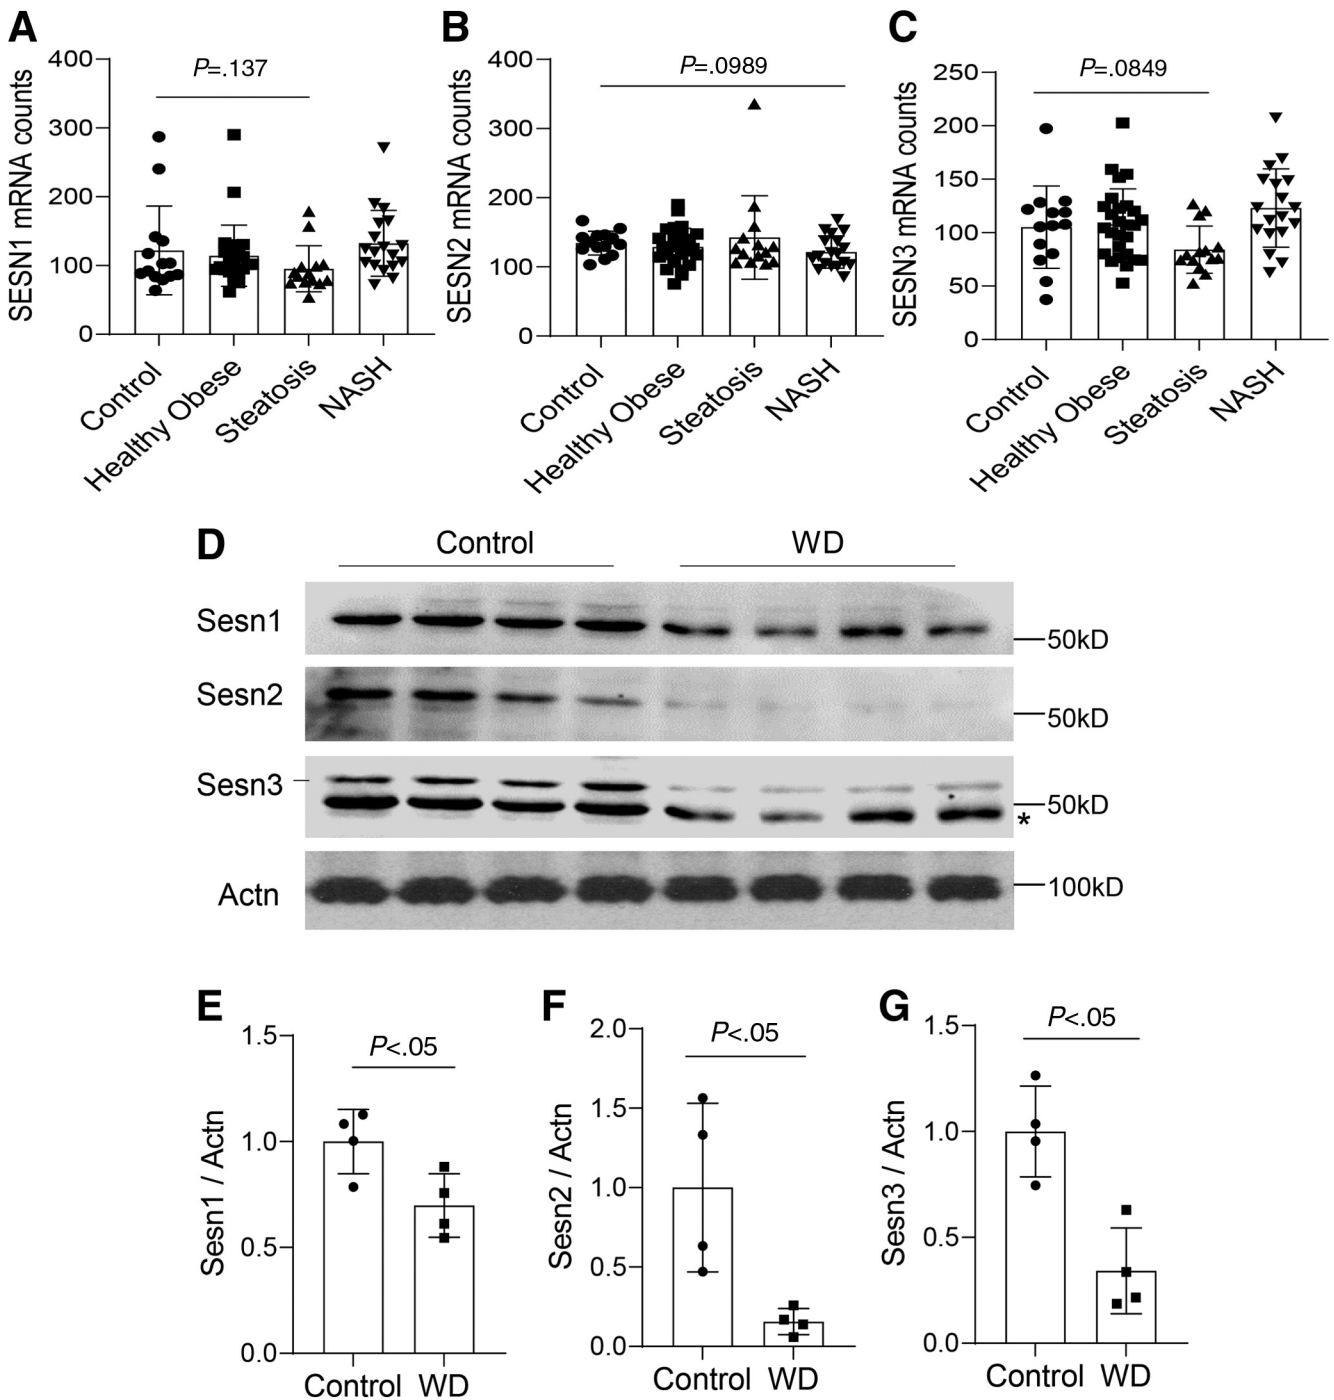 A
SESN1 mRNA counts
400
300
200
100
0
P=.137
Control
Healthy Obese
Steatosis
NASH
B
SESN2 mRNA counts
400
300
200
100
0
P=.0989
Control
Healthy Obese
Steatosis
NASH
C
SESN3 mRNA counts
250
200
150
100
50
0
P=.0849
Control
Healthy Obese
Steatosis
NASH
D
Control
WD
Sesn1
50kD
Sesn2
50kD
Sesn3
50kD
*
Actn
100kD
E
Sesn1 / Actn
1.5
1.0
0.5
0.0
P<.05
Control
WD
F
Sesn2 / Actn
2.0
1.5
1.0
0.5
0.0
P<.05
Control
WD
G
Sesn3 / Actn
1.5
1.0
0.5
0.0
P<.05
Control
WD